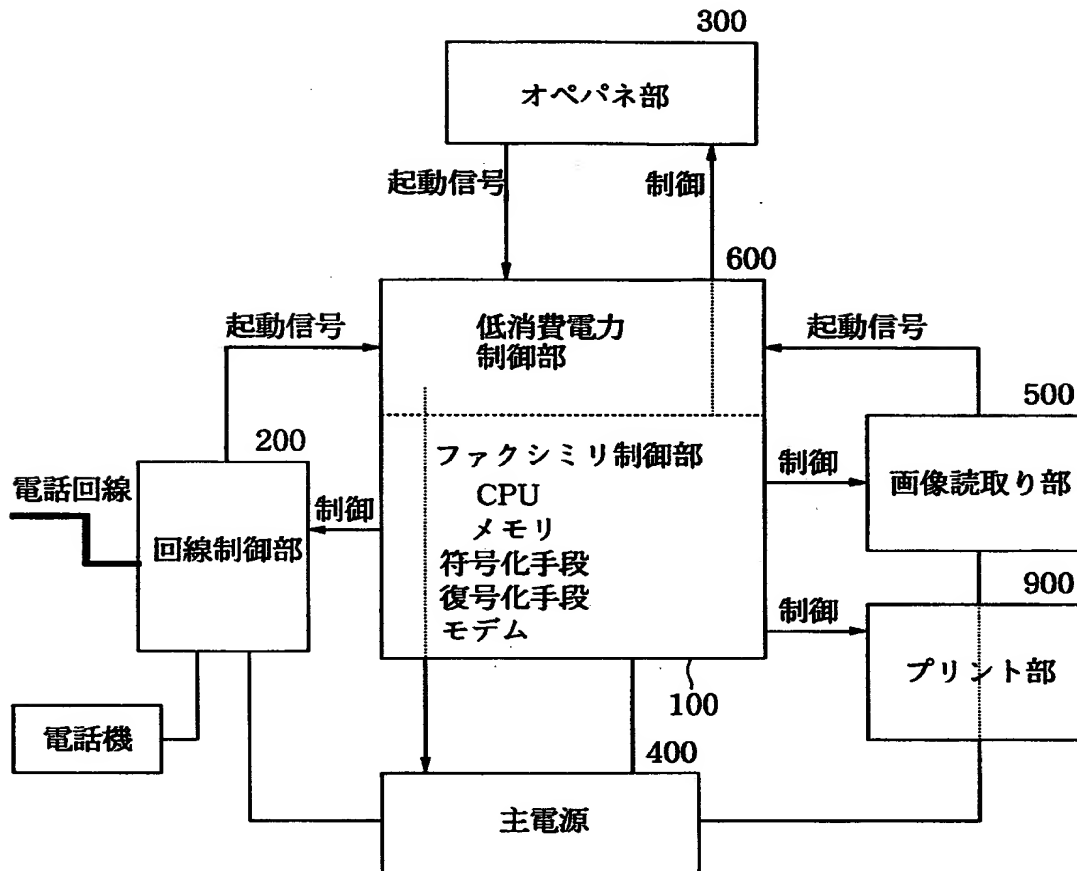 300
オペパネ部
起動信号
制御
600
低消費電力
制御部
起動信号
起動信号
500
画像読取り部
200
ファクシミリ制御部
CPU
メモリ
符号化手段
復号化手段
モデム
制御
電話回線
制御
回線制御部
900
制御
プリント部
100
電話機
400
主電源